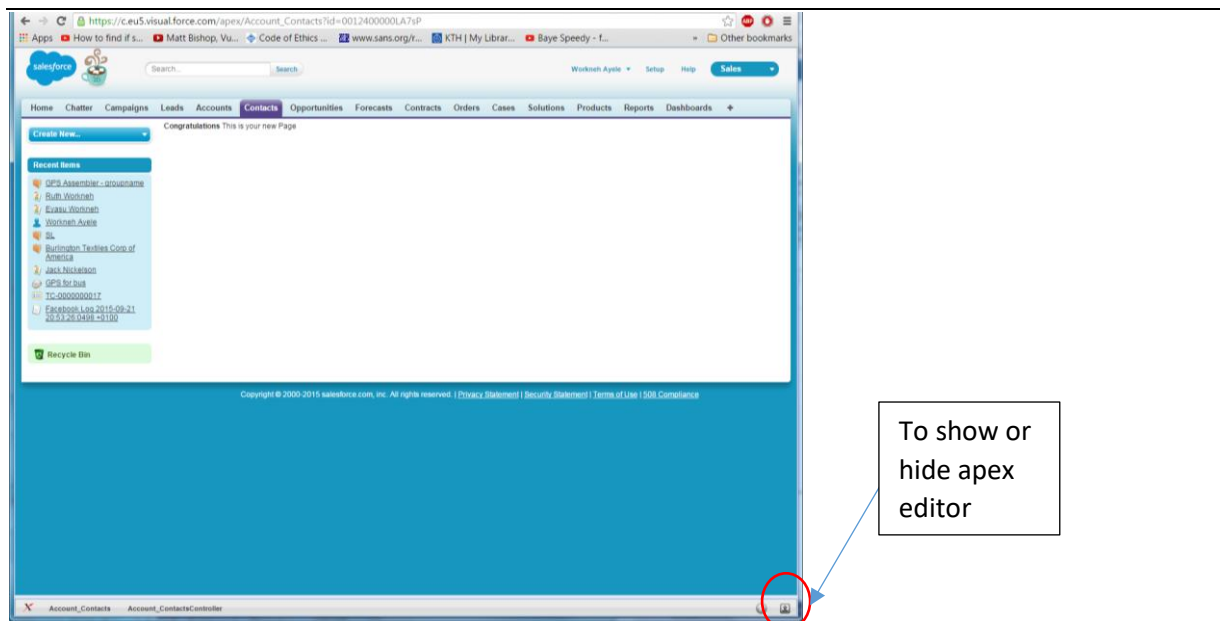 https://c.eu5.visual.force.com/apex/Account_Contacts?id=0012400000LA7sP
Apps How to find if s... Matt Bishop, Vu... Code of Ethics ... www.sans.org/r... KTH | My Librar... Baye Speedy - f... » Other bookmarks
salesforce Search... Search Workneh Ayele Setup Help Sales
Home Chatter Campaigns Leads Accounts Contacts Opportunities Forecasts Contracts Orders Cases Solutions Products Reports Dashboards +
Create New...
Congratulations This is your new Page
Recent Items
GPS Assembler - groupname
Ruth Workneh
Eyasu Workneh
Workneh Ayele
SL
Burlington Textiles Corp of
America
Jack Nickelson
GPS for bus
TC-0000000017
Facebook Log 2015-09-21
20:53:26.0498 +0100
Recycle Bin
Copyright © 2000-2015 salesforce.com, inc. All rights reserved. | Privacy Statement | Security Statement | Terms of Use | 508 Compliance
To show or
hide apex
editor
X Account_Contacts Account_ContactsController